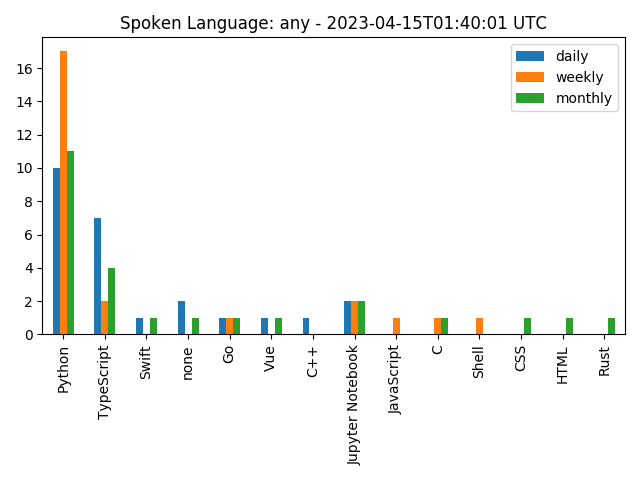 Spoken Language: any - 2023-04-15T01:40:01 UTC
daily
weekly
monthly
16
14
12
10
8
6
4
2
0
Python
TypeScript
Swift
none
Go
Vue
C++
Jupyter Notebook
JavaScript
C
Shell
CSS
HTML
Rust